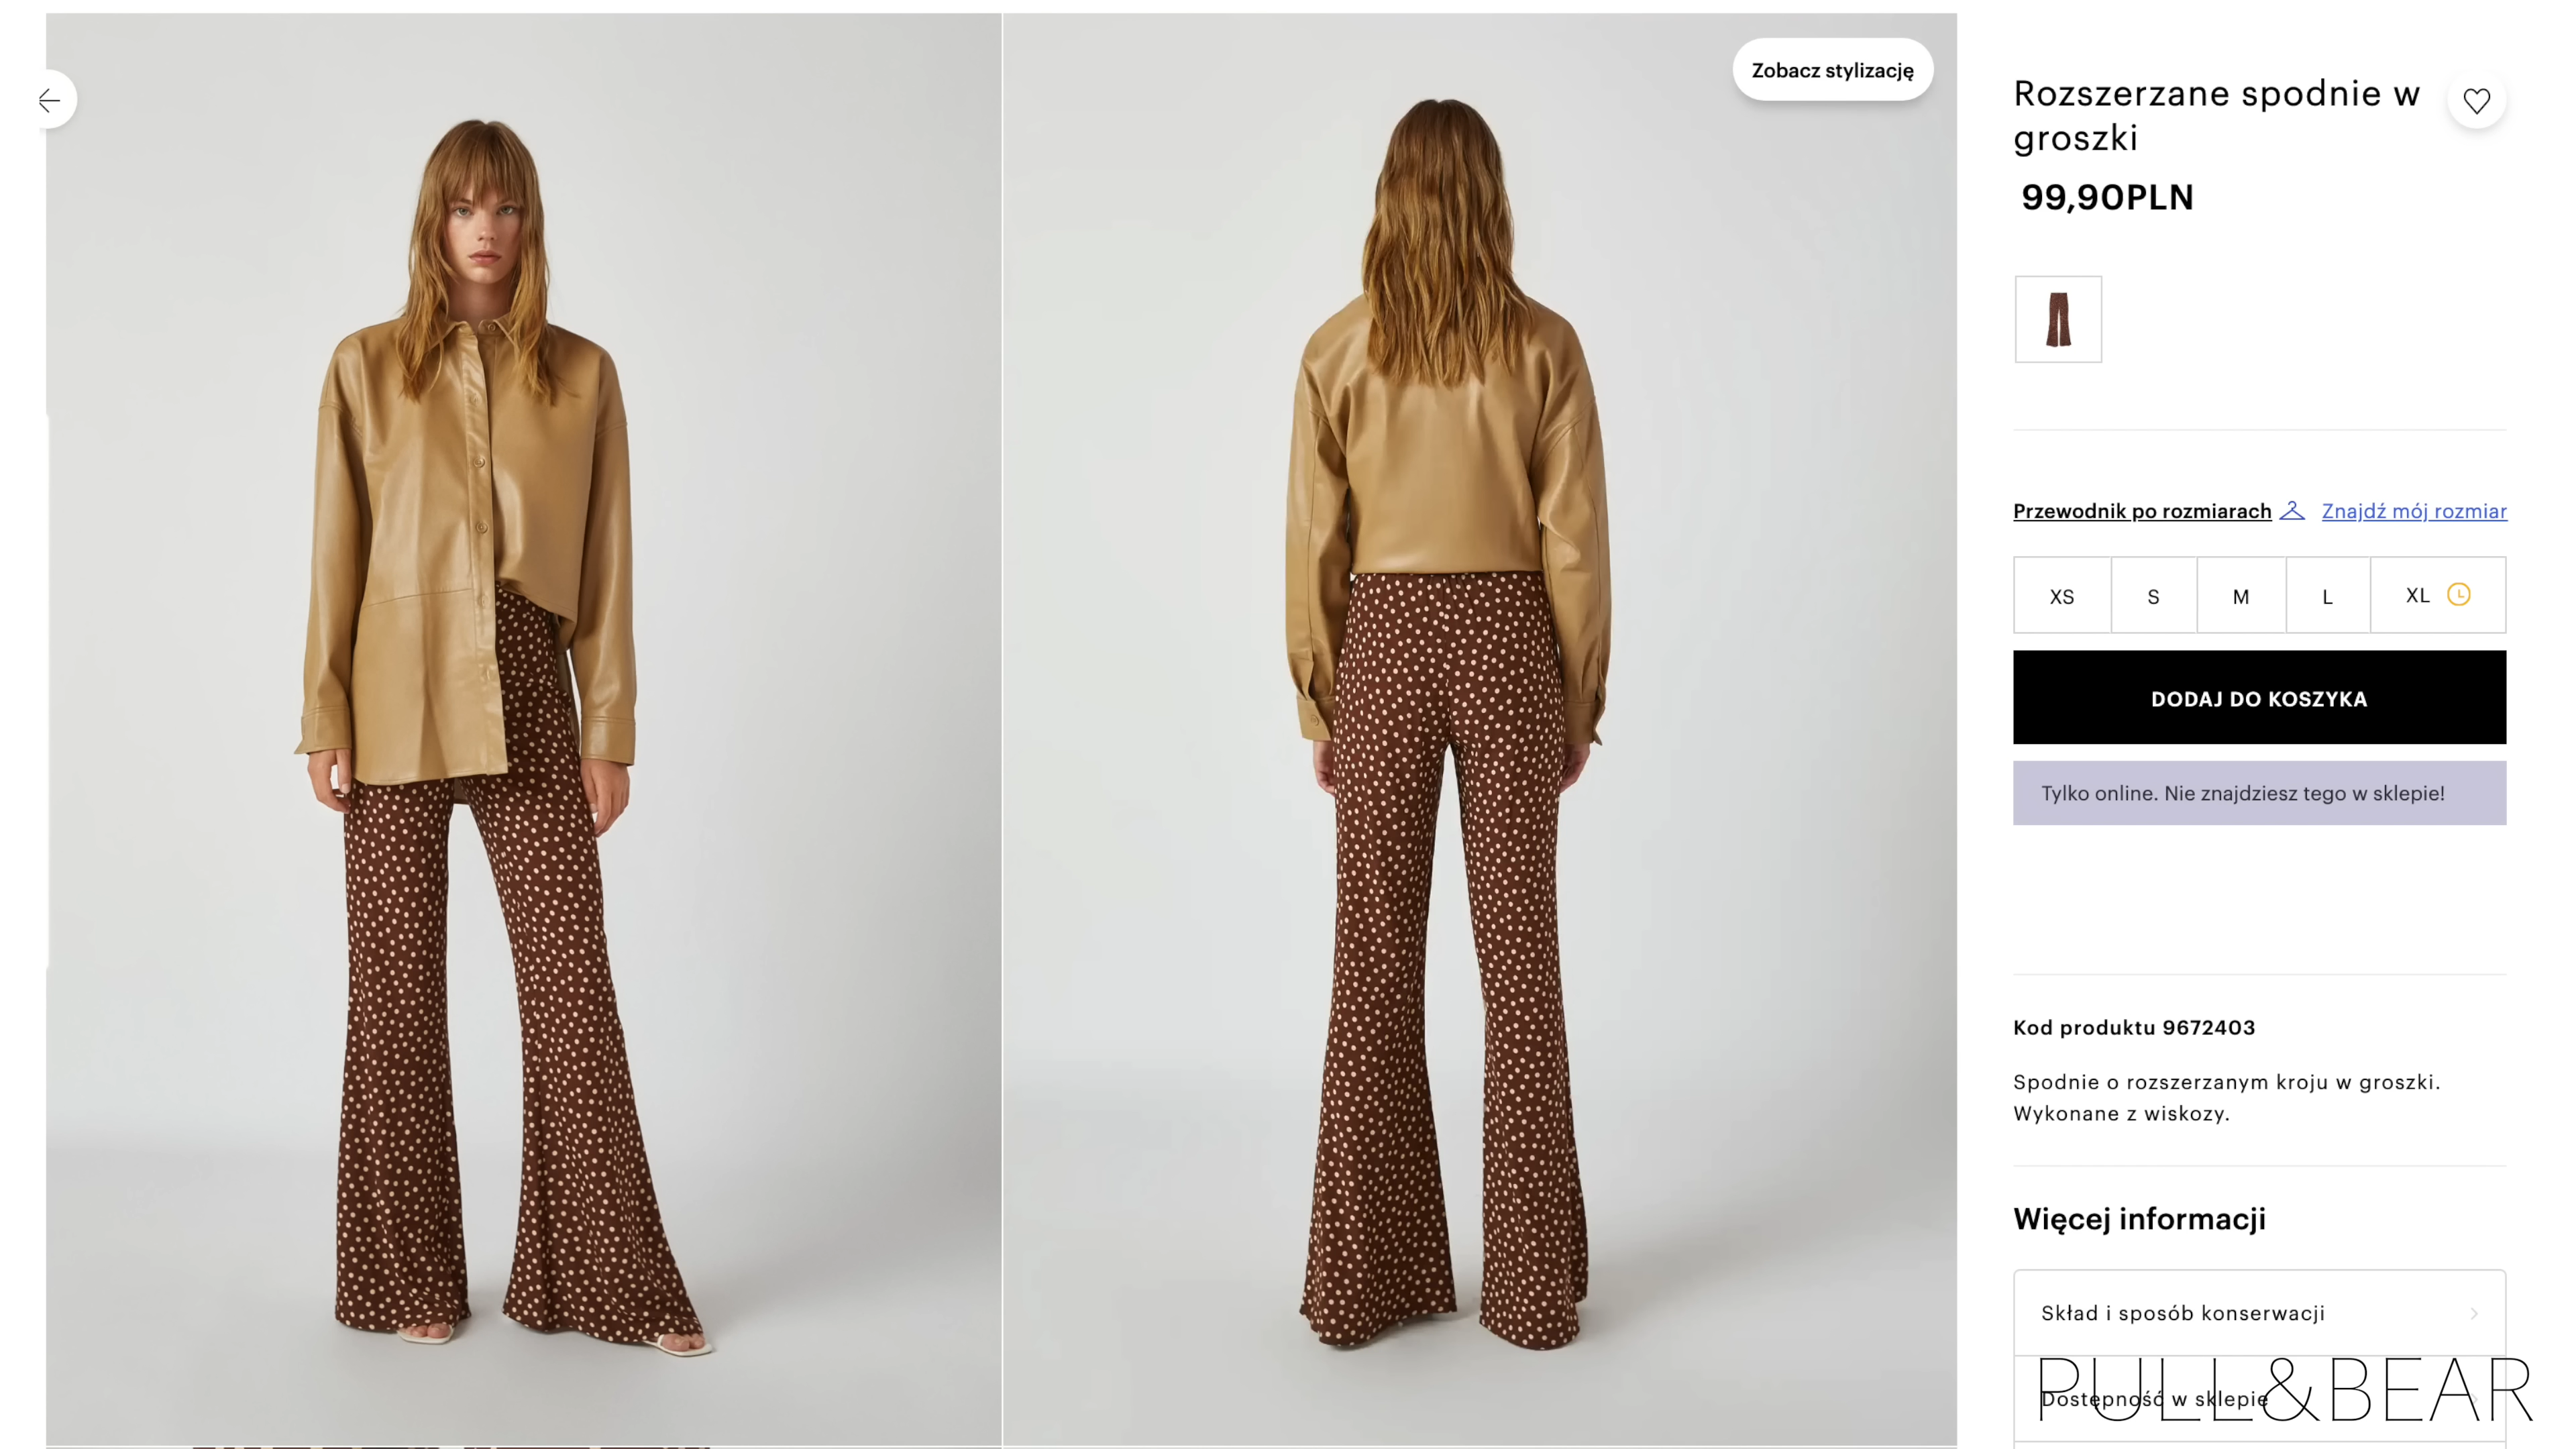 Zobacz stylizację
Rozszerzane spodnie w
groszki
99,90PLN
Przewodnik po rozmiarach Znajdź mój rozmiar
XS S M L XL
DODAJ DO KOSZYKA
Tylko online. Nie znajdziesz tego w sklepie!
Kod produktu 9672403
Spodnie o rozszerzanym kroju w groszki.
Wykonane z wiskozy.
Więcej informacji
Skład i sposób konserwacji
Dostępność w sklepie
PULL&BEAR